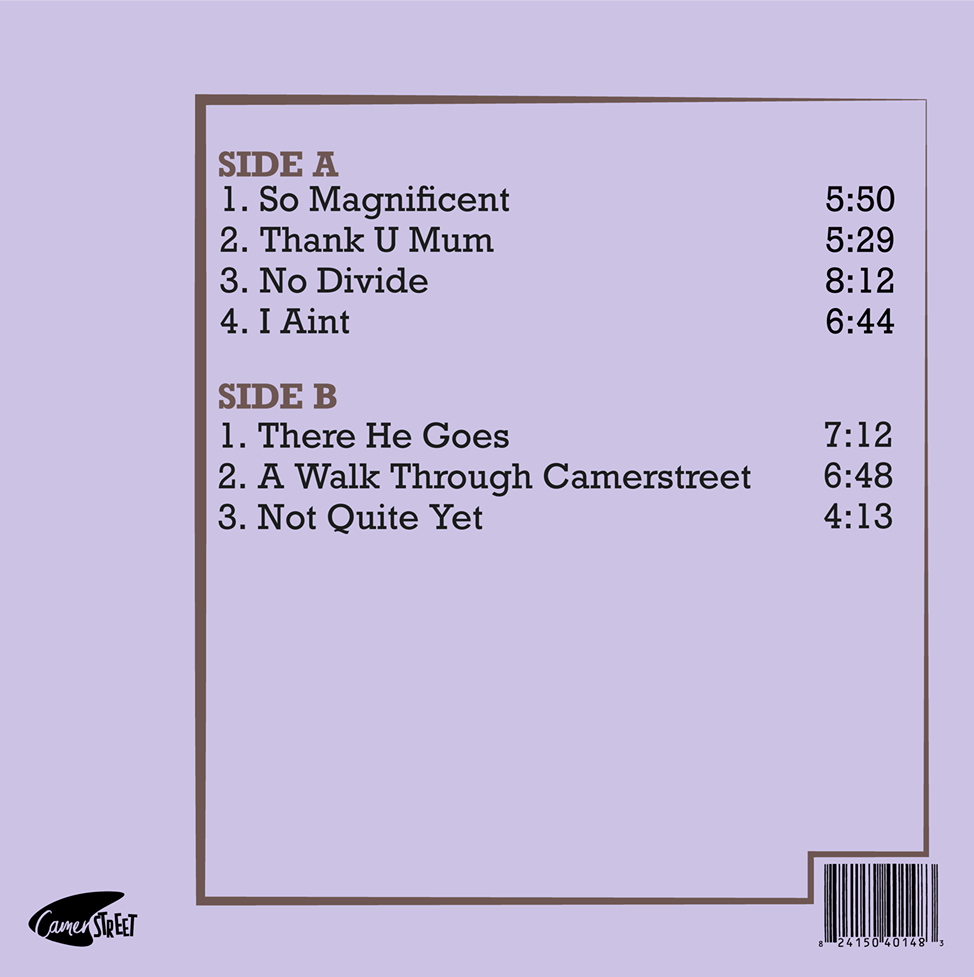 SIDE A
1. So Magnificent 5:50
2. Thank U Mum 5:29
3. No Divide 8:12
4. I Aint 6:44
SIDE B
1. There He Goes 7:12
2. A Walk Through Camerstreet 6:48
3. Not Quite Yet 4:13
CamerSTREET
8 24150 40148 3